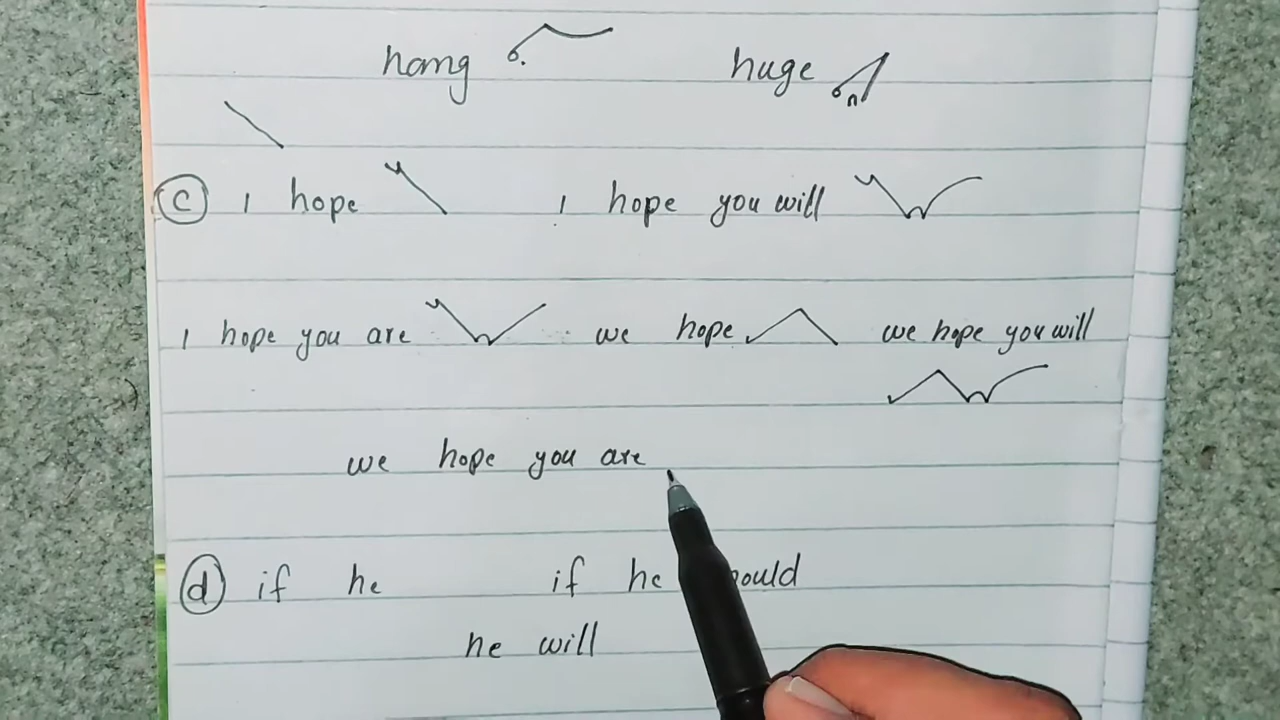 hang huge
c I hope I hope you will
I hope you are we hope we hope you will
we hope you are
d if he if he
he will